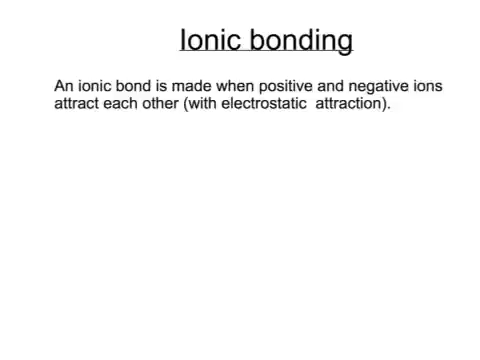 Ionic bonding
An ionic bond is made when positive and negative ions
attract each other (with electrostatic  attraction).